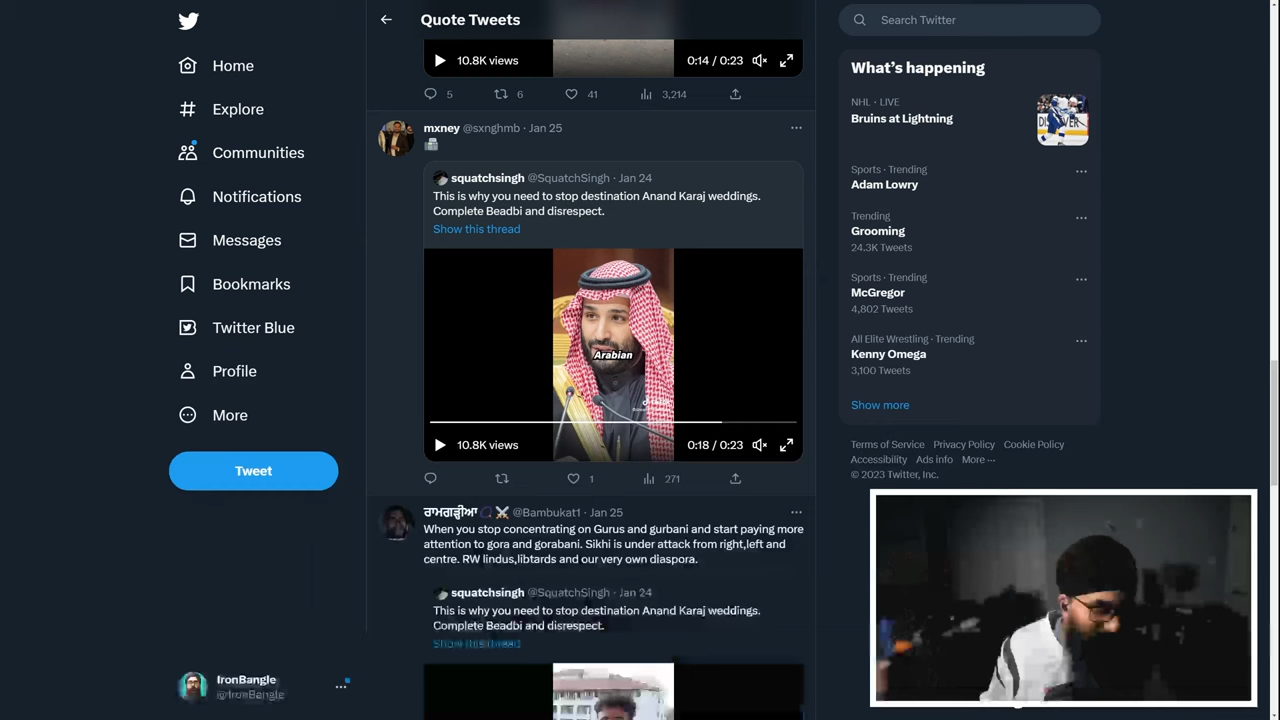 Home
Explore
Communities
Notifications
Messages
Bookmarks
Twitter Blue
Profile
More
Tweet
IronBangle
@IronBangle
Quote Tweets
10.8K views
0:14 / 0:23
5
6
41
3,214
mxney @sxnghmb · Jan 25
squatchsingh @SquatchSingh · Jan 24
This is why you need to stop destination Anand Karaj weddings.
Complete Beadbi and disrespect.
Show this thread
Arabian
10.8K views
0:18 / 0:23
1
271
ਰਾਮਗੜ੍ਹੀਆ @Bambukat1 · Jan 25
When you stop concentrating on Gurus and gurbani and start paying more
attention to gora and gorabani. Sikhi is under attack from right,left and
centre. RW lindus,libtards and our very own diaspora.
squatchsingh @SquatchSingh · Jan 24
This is why you need to stop destination Anand Karaj weddings.
Complete Beadbi and disrespect.
Show this thread
Search Twitter
What's happening
NHL · LIVE
Bruins at Lightning
Sports · Trending
Adam Lowry
Trending
Grooming
24.3K Tweets
Sports · Trending
McGregor
4,802 Tweets
All Elite Wrestling · Trending
Kenny Omega
3,100 Tweets
Show more
Terms of Service Privacy Policy Cookie Policy
Accessibility Ads info More ···
© 2023 Twitter, Inc.